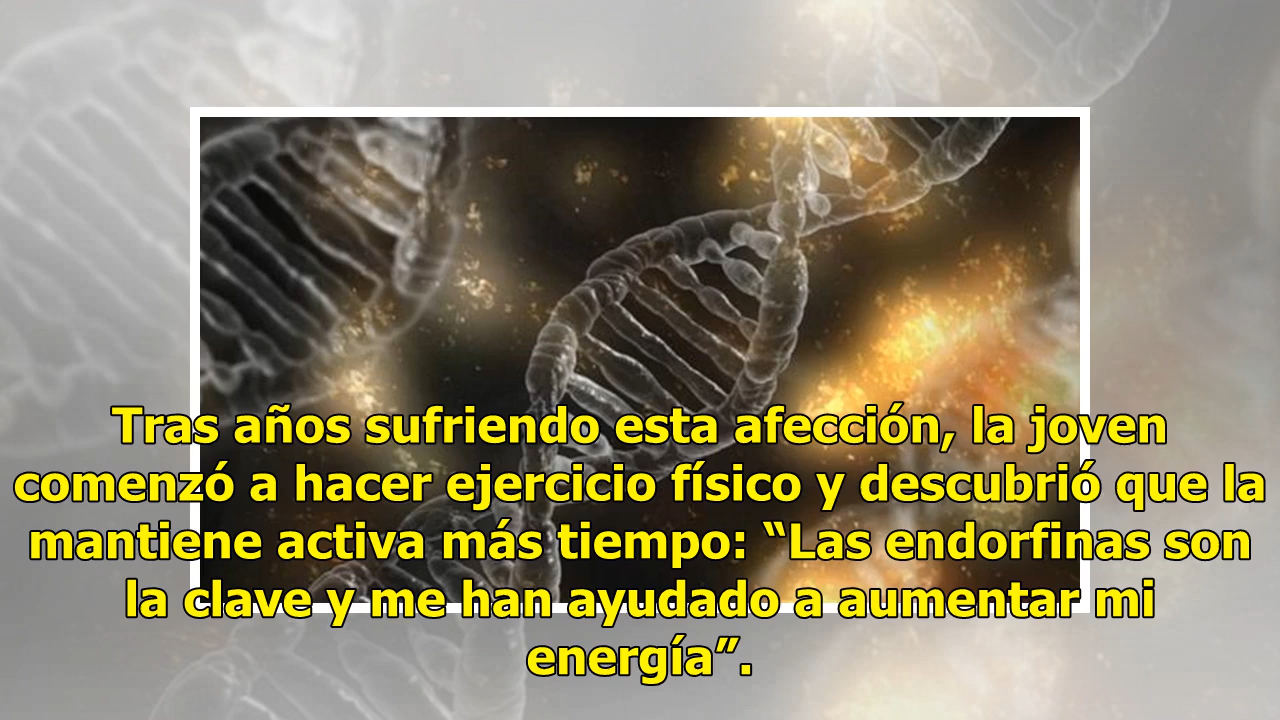 Tras años sufriendo esta afección, la joven
comenzó a hacer ejercicio físico y descubrió que la
mantiene activa más tiempo: “Las endorfinas son
la clave y me han ayudado a aumentar mi
energía”.